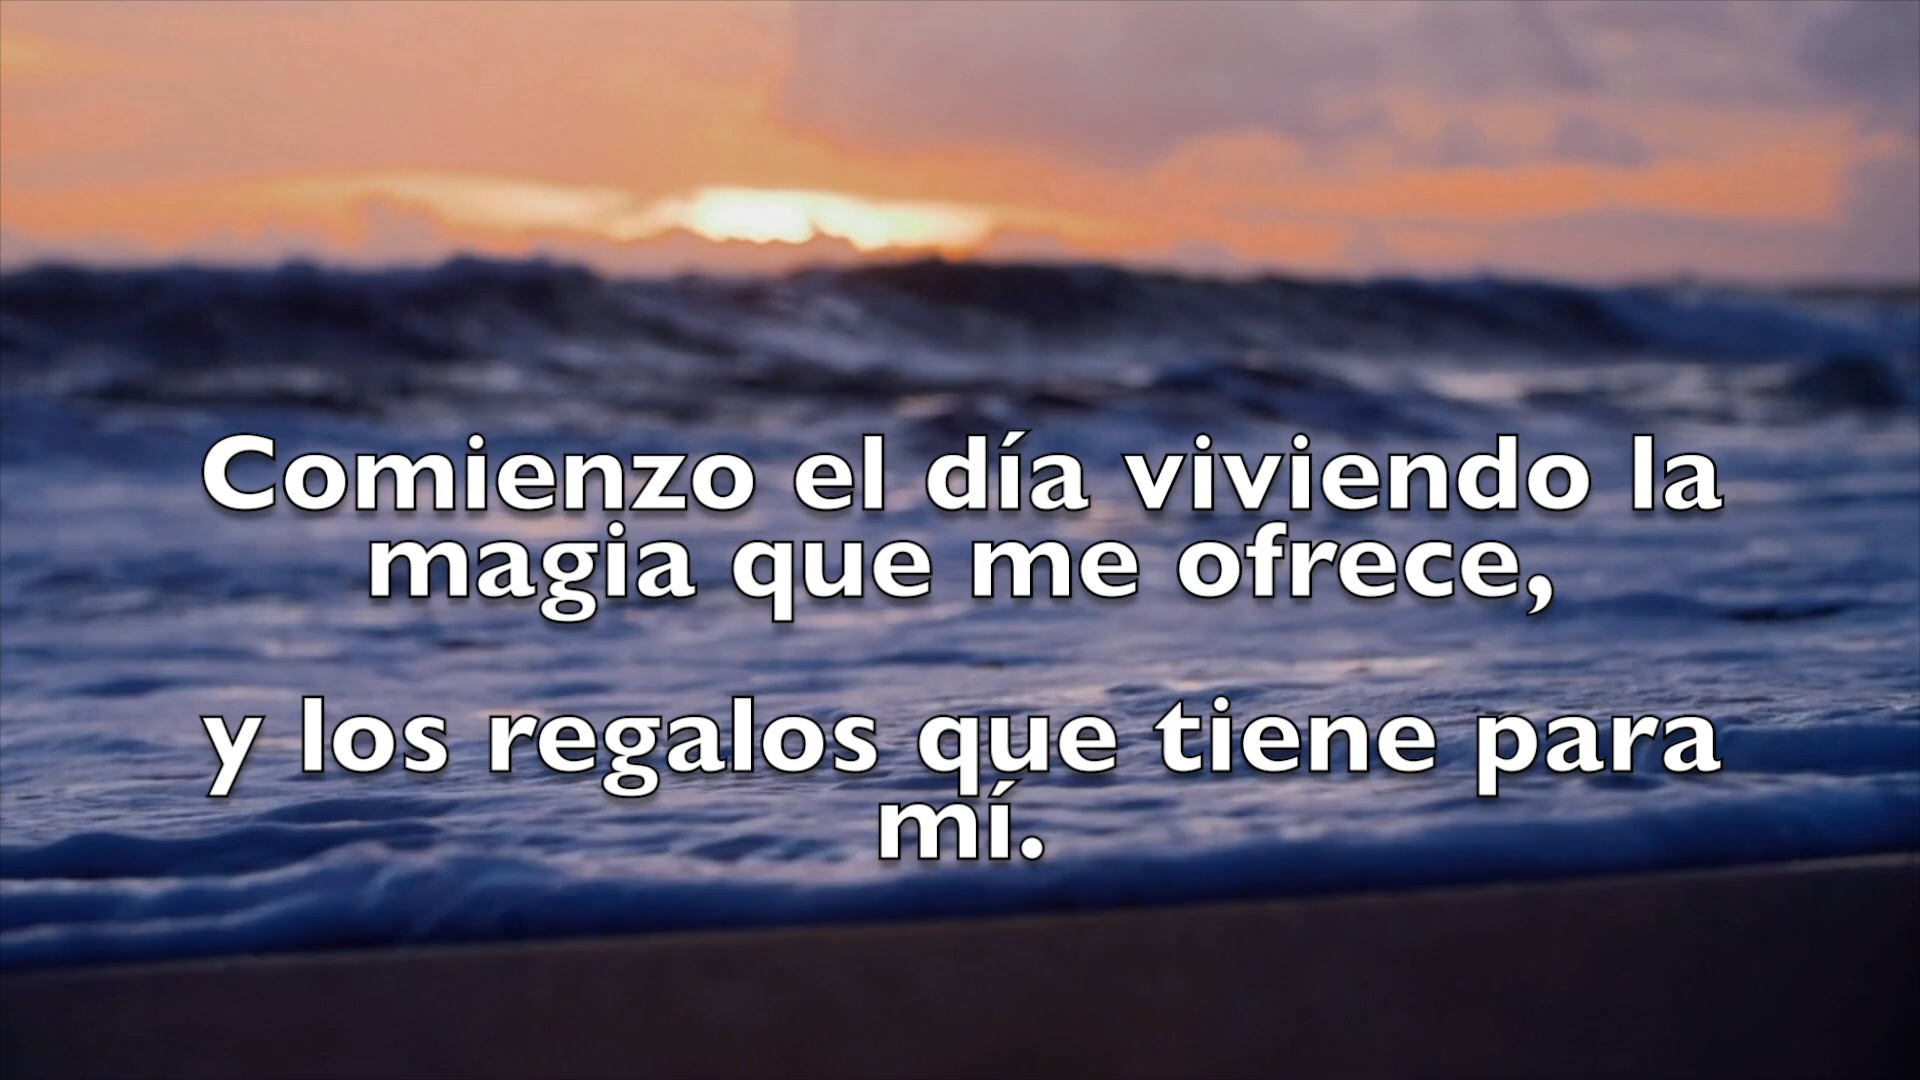 Comienzo el día viviendo la
magia que me ofrece,
y los regalos que tiene para
mí.